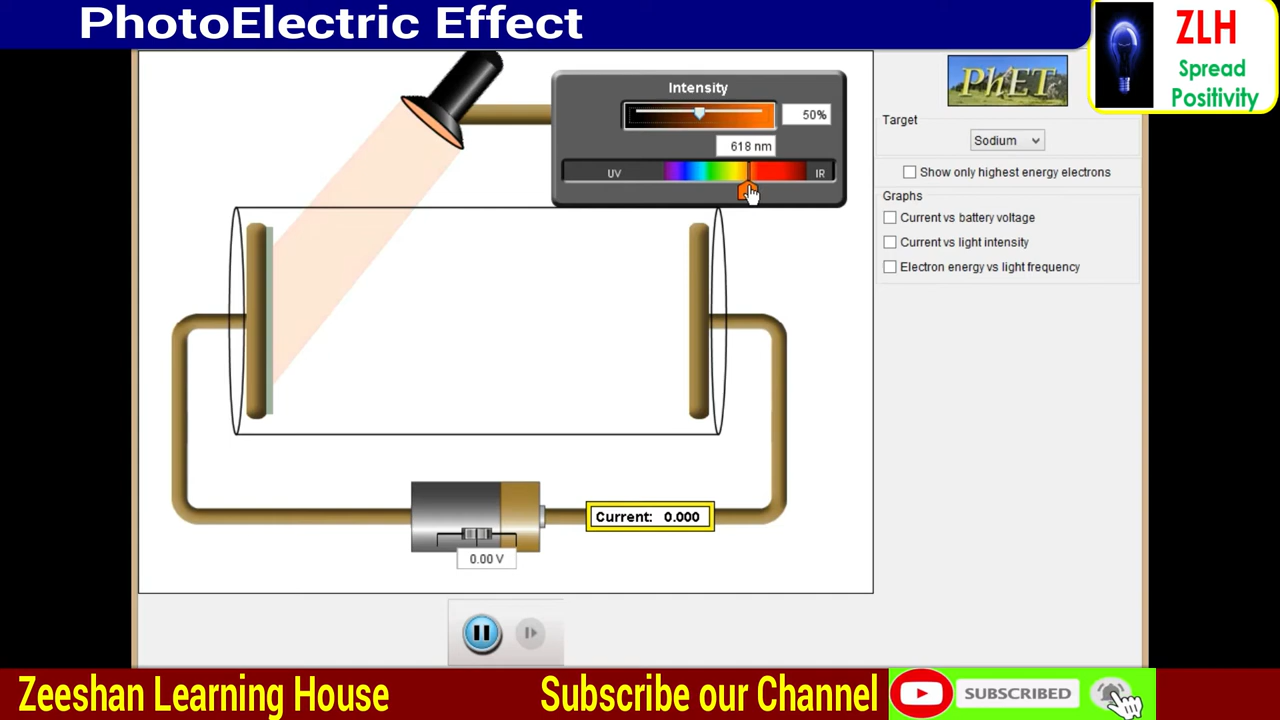 PhotoElectric Effect
ZLH
Spread
Positivity
PhET
Intensity
50%
618 nm
UV
IR
Target
Sodium
Show only highest energy electrons
Graphs
Current vs battery voltage
Current vs light intensity
Electron energy vs light frequency
Current: 0.000
0.00 V
Zeeshan Learning House
Subscribe our Channel
SUBSCRIBED